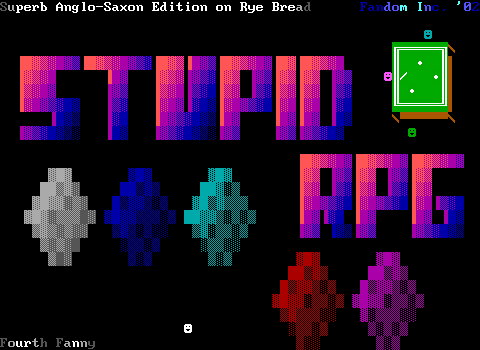 Superb Anglo-Saxon Edition on Rye Bread
Fandom Inc. '02
STUPID
RPG
Fourth Fanny